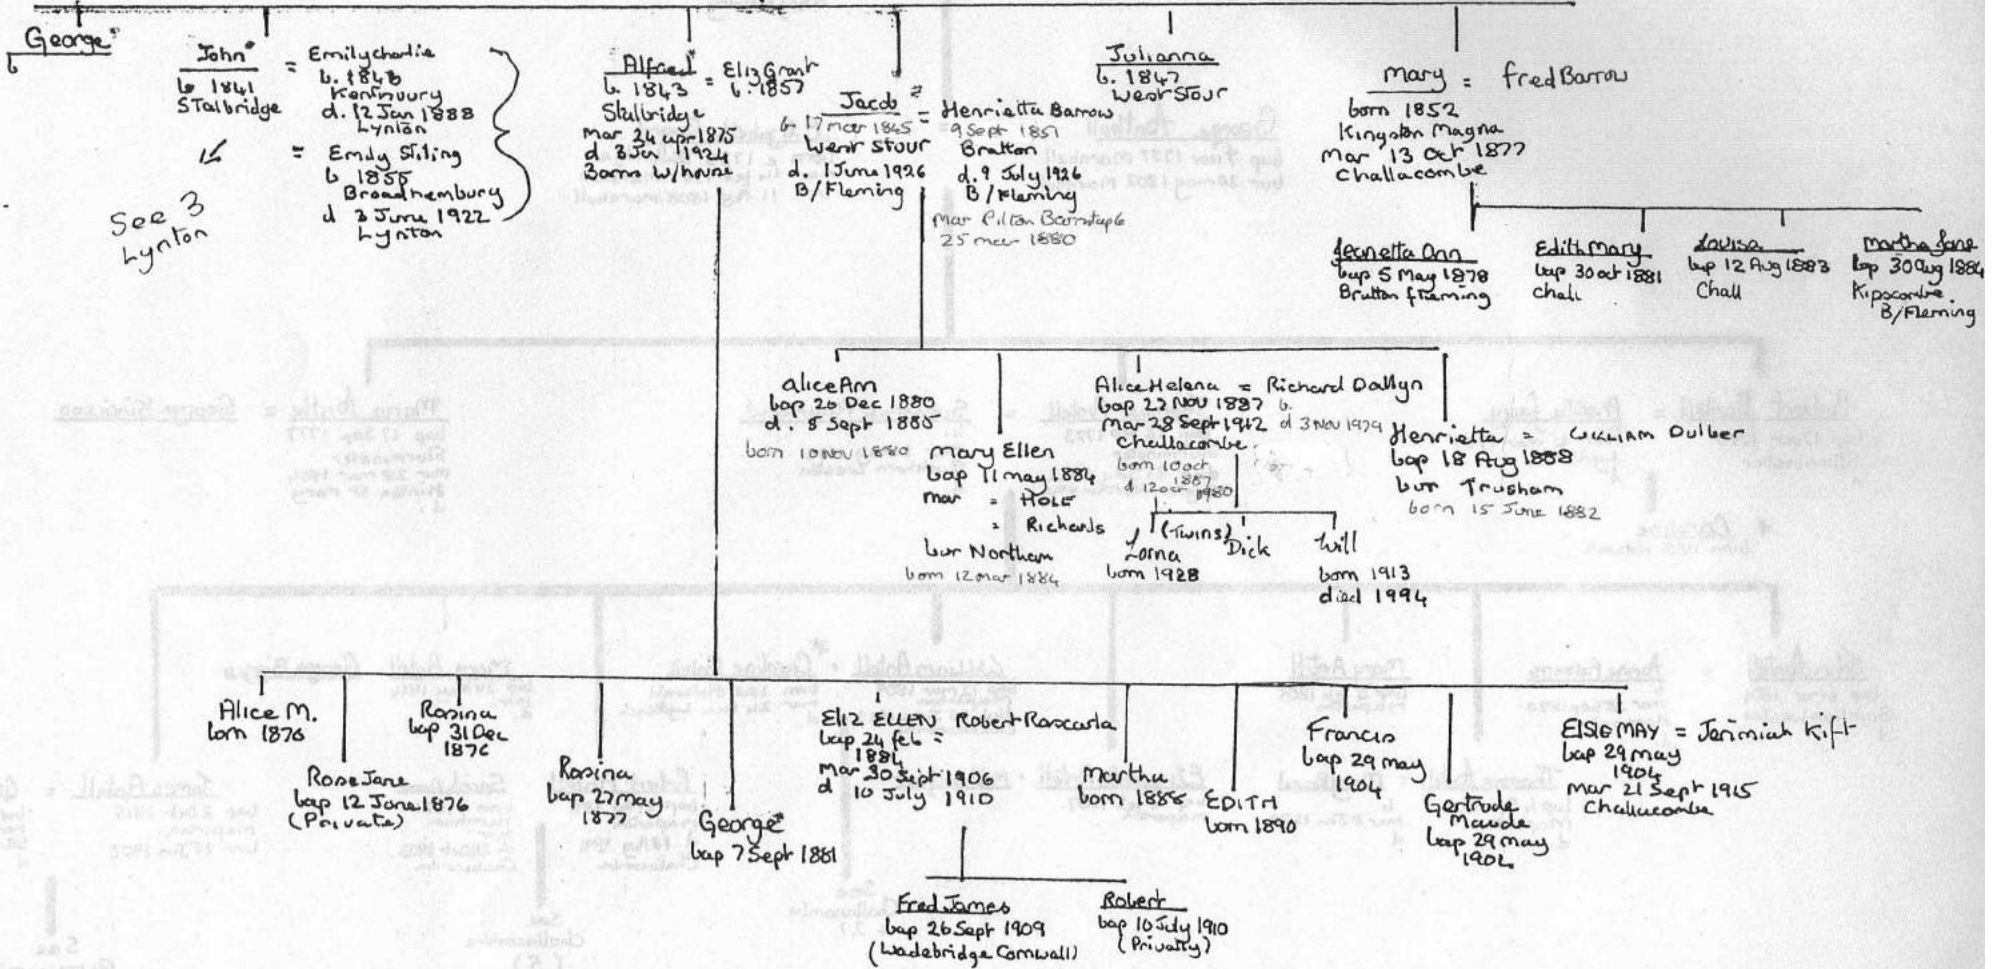 George*
b
John*
b 1841
Stalbridge
=
Emily
b. 1848
d. 12 Jan 1888
Lynton
= Emily Stiling
b 1855
Broadhembury
d 3 June 1922
Lynton
See 3
Lynton
Alfred* = Eliz Grant
b. 1843 b. 1857
Stalbridge
Mar 24 apr 1875
d 3 Jan 1924
Barns W/house
Jacob = Henrietta Barrow
b 17 mar 1845
West Stour
d. 1 June 1926
B/Fleming
9 Sept 1851
Bratton
d. 9 July 1926
B/Fleming
mar Pilton
25 mar 1880
Julianna
b. 1847
West Stour
Mary = Fred Barrow
born 1852
Kington Magna
Mar 13 Oct 1877
Challacombe
Jeanetta Ann
bap 5 May 1878
Bratton fleming
Edith Mary
bap 30 oct 1881
chall
Louisa
bap 12 Aug 1883
Chall
Martha Jane
bap 30 Aug 1884
Kipscombe.
B/Fleming
alice Ann
bap 26 Dec 1880
d. 8 Sept 1885
born 10 Nov 1880
Mary Ellen
bap 11 may 1884
mar = HOLE
= Richards
bur Northam
born 12 mar 1884
Alice Helena = Richard Dallyn
bap 27 Nov 1887 b.
Mar 28 Sept 1912 d 3 Nov 1979
challacombe.
born 10 oct
1887
d 12 oct 1980
(Twins)
Lorna
born 1928
Dick
Will
born 1913
died 1994
Henrietta = WILLIAM Dulber
bap 18 Aug 1888
bur Trusham
born 15 June 1882
Alice M.
born 1876
Rose Jane
bap 12 June 1876
(Private)
Rosina
bap 31 Dec
1876
Rosina
bap 27 May
1877
George*
bap 7 Sept 1881
Eliz ELLEN = Robert Roscarla
bap 24 feb
1884
Mar 30 Sept 1906
d 10 July 1910
Fred James
bap 26 Sept 1909
(Wadebridge Cornwall)
Robert
bap 10 July 1910
(Privatly)
Martha
born 1888
EDITH
born 1890
Francis
bap 29 may
1904
Gertrude
Maude
bap 29 may
1904
ElSIE MAY = Jerimiah Kift
bap 29 may
1904
Mar 21 Sept 1915
Challacombe